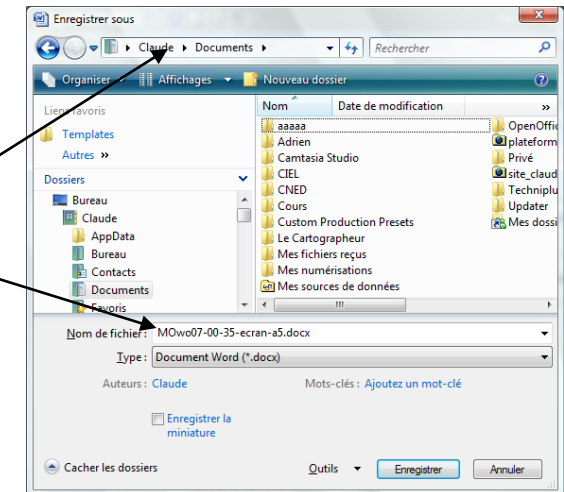 Enregistrer sous
Claude ▸ Documents ▸
Rechercher
Organiser
Affichages
Nouveau dossier
Liens favoris
Templates
Autres »
Dossiers
Bureau
Claude
AppData
Bureau
Contacts
Documents
Favoris
Nom
Date de modification
»
aaaaa
Adrien
Camtasia Studio
CIEL
CNED
Cours
Custom Production Presets
Le Cartographeur
Mes fichiers reçus
Mes numérisations
Mes sources de données
OpenOffic
plateform
Privé
site_claud
Techniplu
Updater
Mes dossi
Nom de fichier : MOwo07-00-35-ecran-a5.docx
Type : Document Word (*.docx)
Auteurs : Claude
Mots-clés : Ajoutez un mot-clé
Enregistrer la
miniature
Cacher les dossiers
Outils
Enregistrer
Annuler